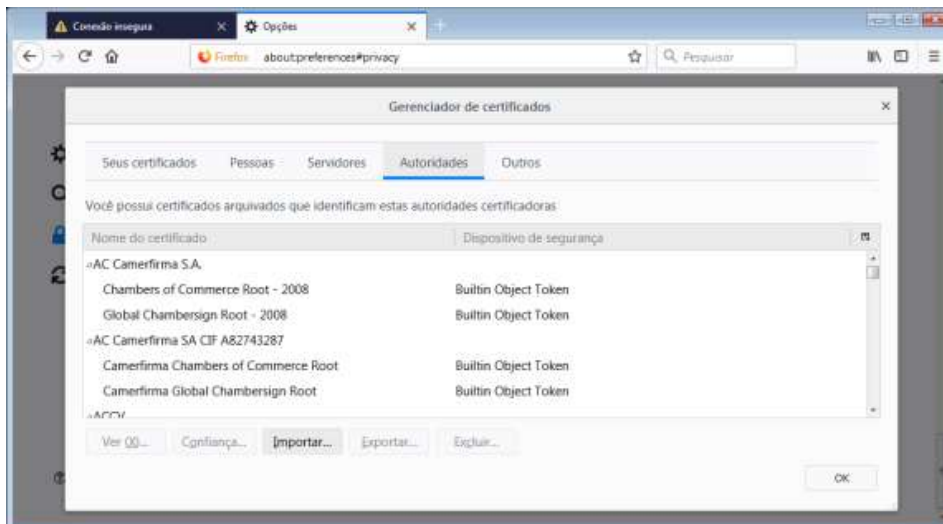 Conexão insegura
Opções
Firefox about:preferences#privacy
Pesquisar
Gerenciador de certificados
Seus certificados Pessoas Servidores Autoridades Outros
Você possui certificados arquivados que identificam estas autoridades certificadoras
Nome do certificado Dispositivo de segurança
AC Camerfirma S.A.
Chambers of Commerce Root - 2008 Builtin Object Token
Global Chambersign Root - 2008 Builtin Object Token
AC Camerfirma SA CIF A82743287
Camerfirma Chambers of Commerce Root Builtin Object Token
Camerfirma Global Chambersign Root Builtin Object Token
ACCV
Ver Confiança... Importar... Exportar... Excluir...
OK